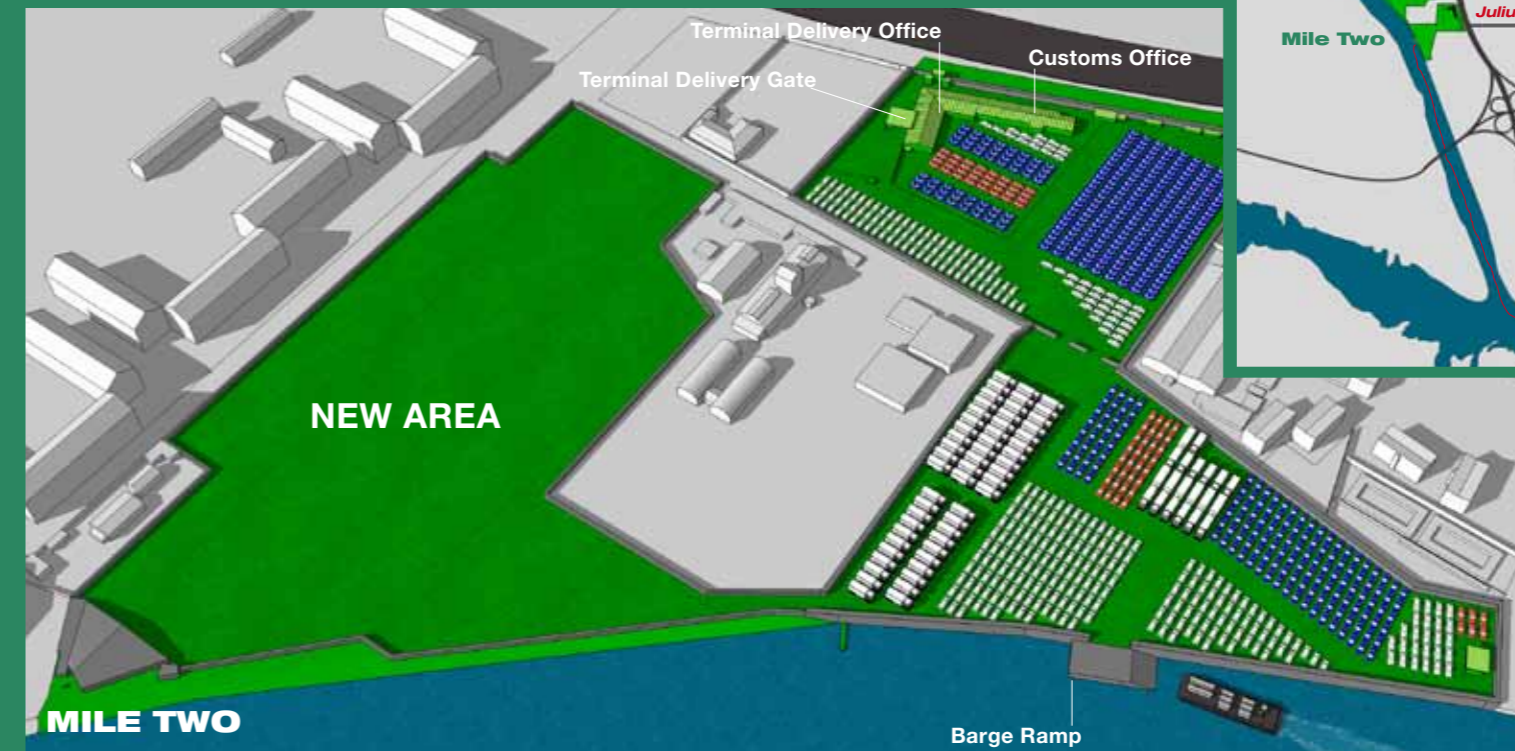 Terminal Delivery Office
Customs Office
Terminal Delivery Gate
Mile Two
NEW AREA
MILE TWO
Barge Ramp